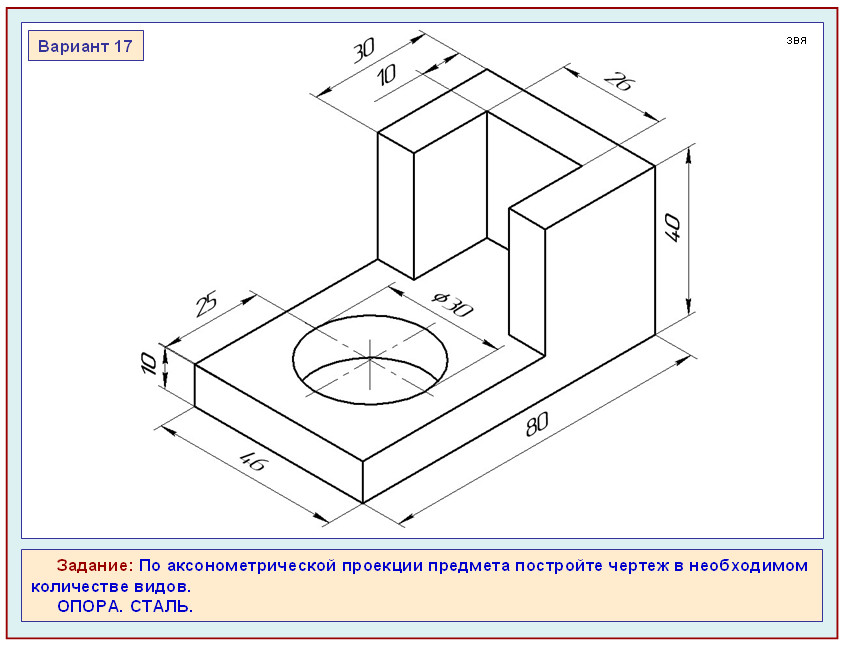 Вариант 17
звя
30
10
26
40
25
ϕ30
10
80
46
Задание: По аксонометрической проекции предмета постройте чертеж в необходимом
количестве видов.
ОПОРА. СТАЛЬ.